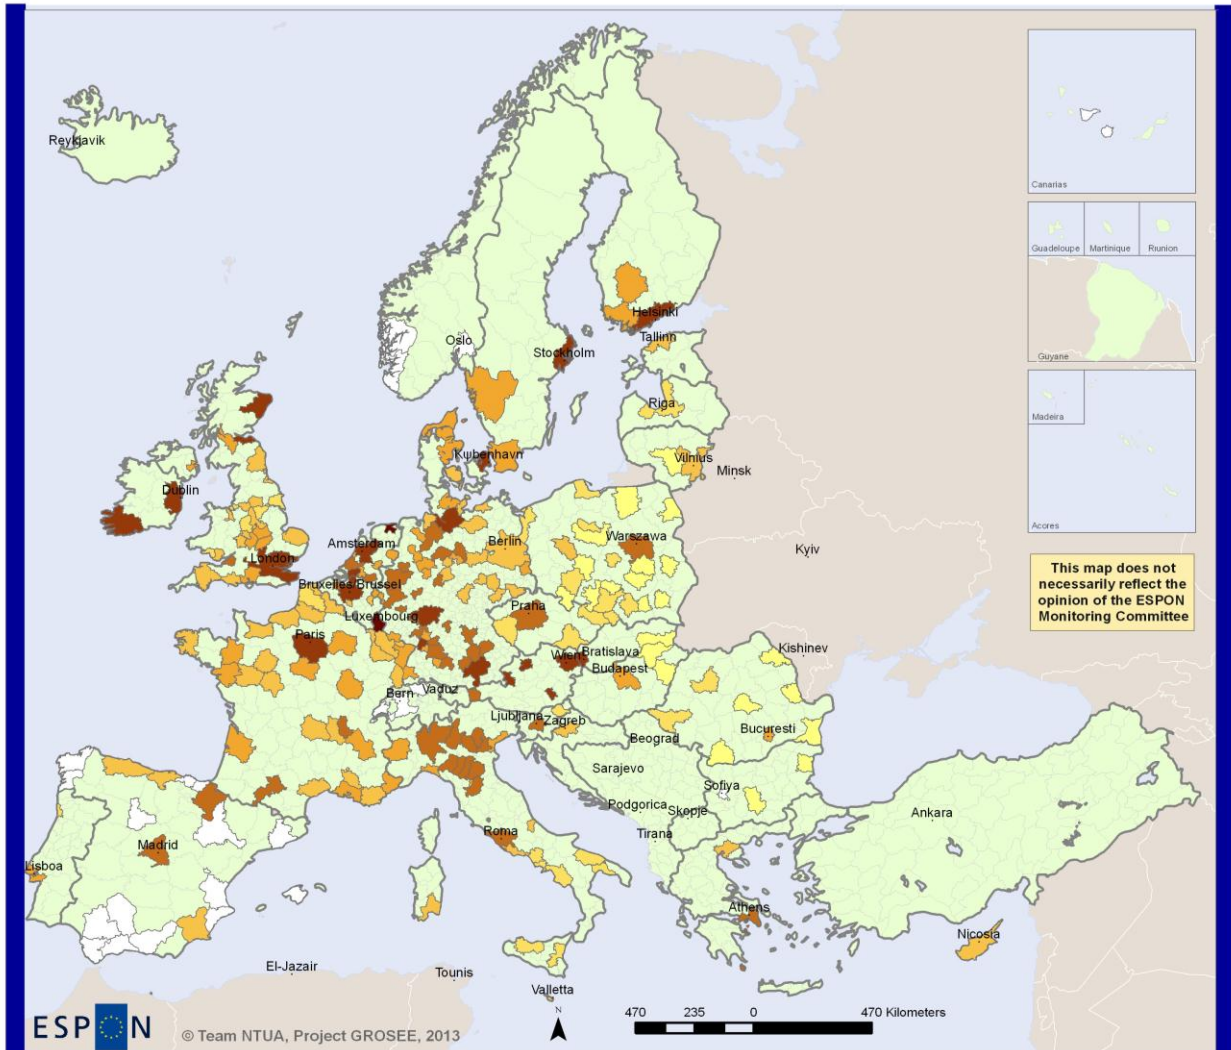 Reykjavik
Oslo
Helsinki
Tallinn
Stockholm
Riga
Kψbenhavn
Vilnius
Minsk
Dublin
Amsterdam
Berlin
Warszawa
London
Bruxelles/Brussel
Kyiv
Luxembourg
Praha
Paris
Wien
Bratislava
Kishinev
Budapest
Bern
Vaduz
Ljubljana
Zagreb
Bucuresti
Beograd
Sarajevo
Sofiya
Podgorica
Skopje
Ankara
Tirana
Roma
Madrid
Lisboa
Athens
Nicosia
El-Jazair
Tounis
Valletta
Canarias
Guadeloupe
Martinique
Riunion
Guyane
Madeira
Acores
This map does not
necessarily reflect the
opinion of the ESPON
Monitoring Committee
N
470 235 0 470 Kilometers
ESPON
© Team NTUA, Project GROSEE, 2013